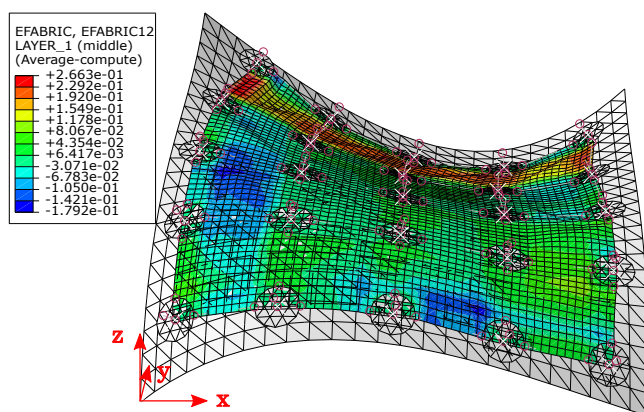 EFABRIC, EFABRIC12
LAYER_1 (middle)
(Average-compute)
+2.663e-01
+2.292e-01
+1.920e-01
+1.549e-01
+1.178e-01
+8.067e-02
+4.354e-02
+6.417e-03
-3.071e-02
-6.783e-02
-1.050e-01
-1.421e-01
-1.792e-01
z
y
x